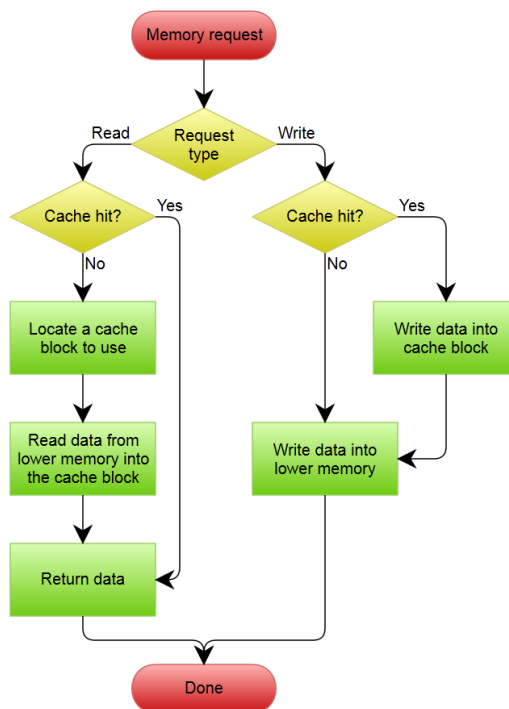 Memory request
Read
Request
type
Write
Cache hit?
Yes
Cache hit?
Yes
No
No
Locate a cache
block to use
Write data into
cache block
Read data from
lower memory into
the cache block
Write data into
lower memory
Return data
Done